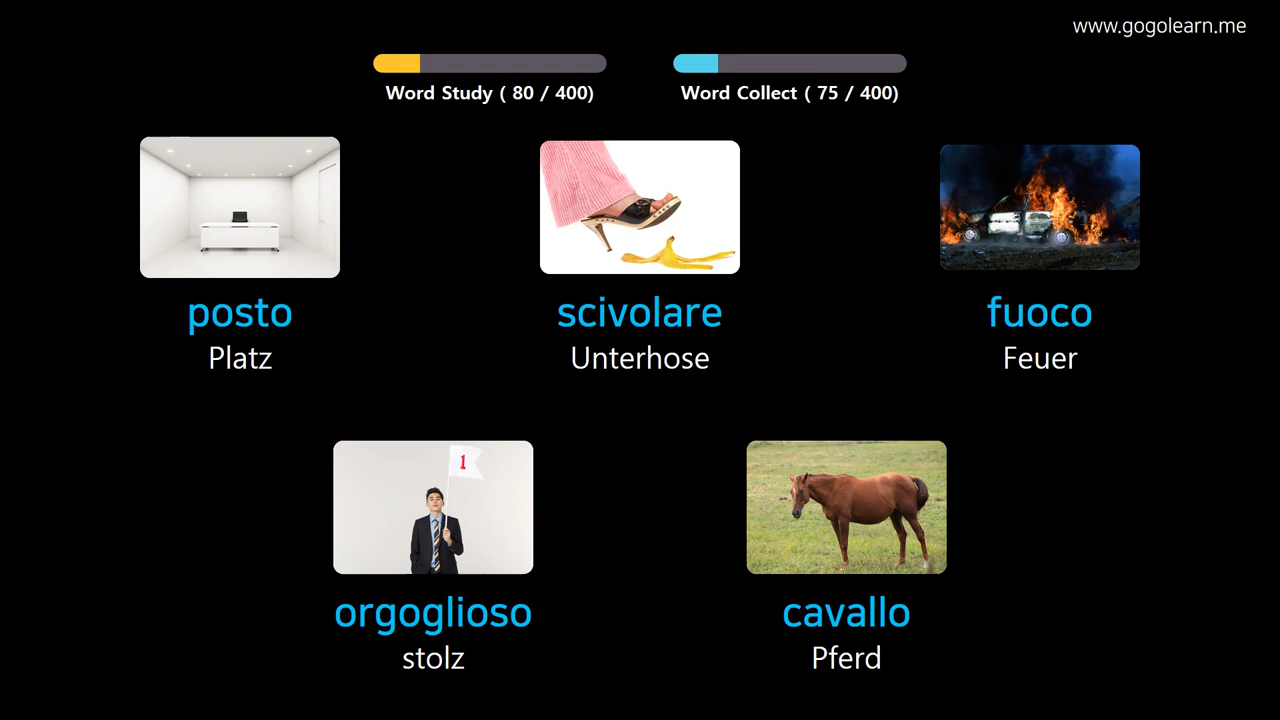 www.gogolearn.me
Word Study ( 80 / 400)
Word Collect ( 75 / 400)
posto
Platz
scivolare
Unterhose
fuoco
Feuer
1
orgoglioso
stolz
cavallo
Pferd